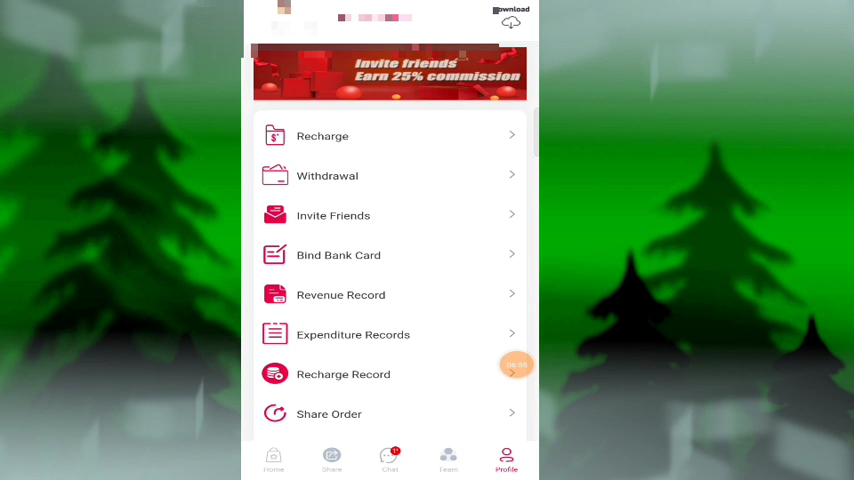 Download
Invite friends
Earn 25% commission
Recharge
Withdrawal
Invite Friends
Bind Bank Card
Revenue Record
Expenditure Records
Recharge Record
Share Order
Home
Share
Chat
Team
Profile